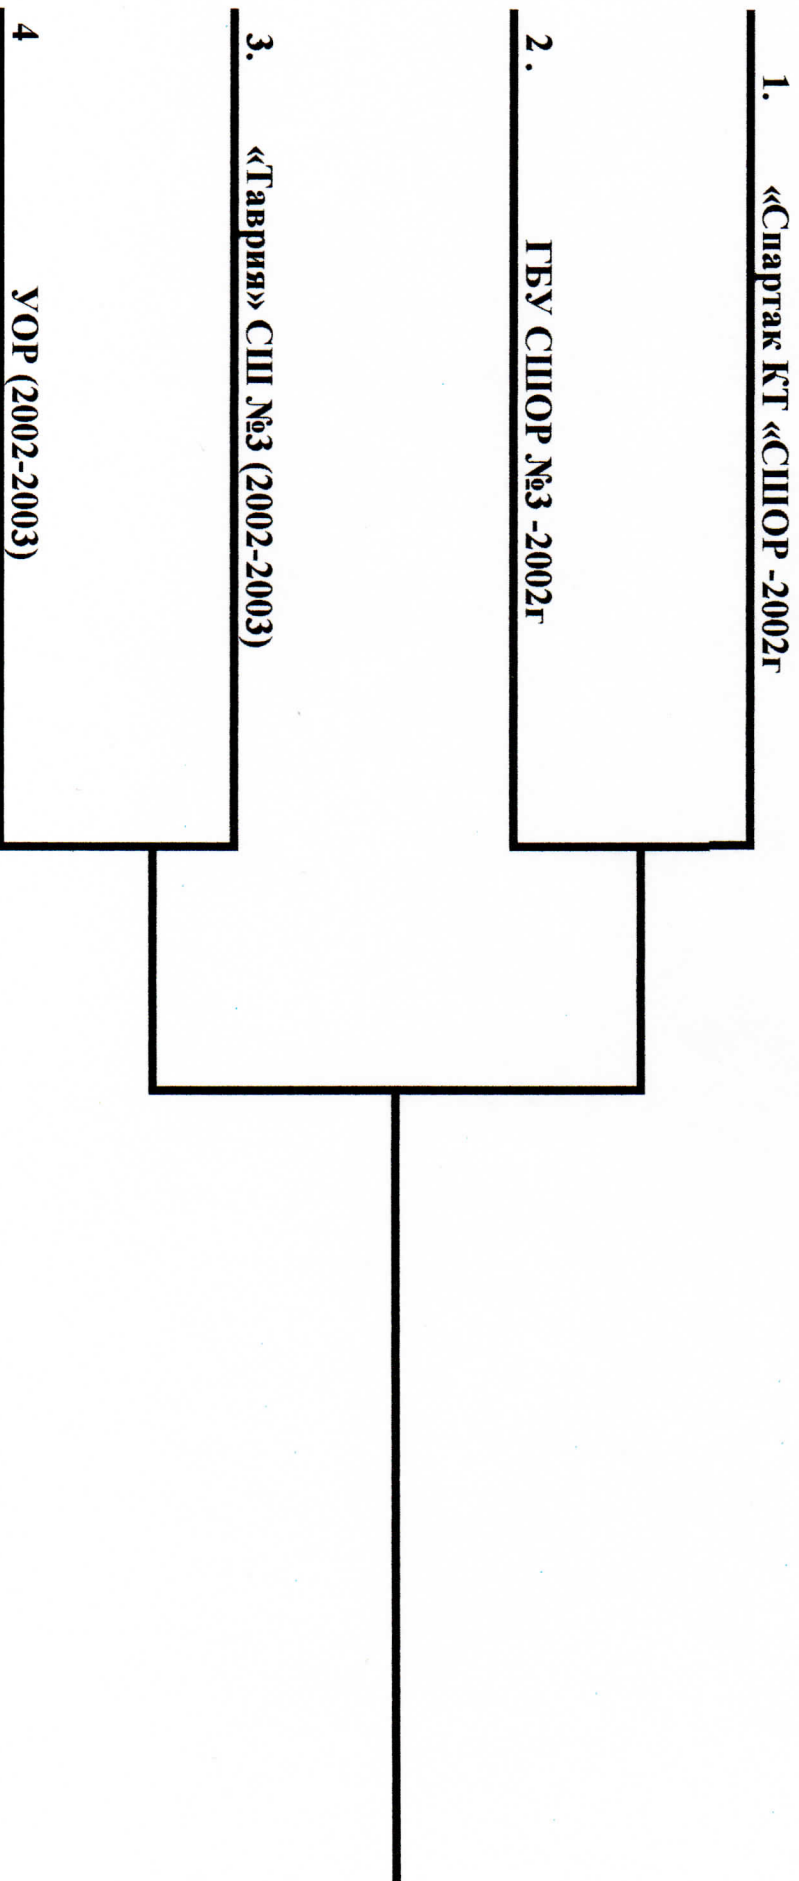 1. «Спартак КТ «СШОР -2002г
2 . ГБУ СШОР №3 -2002г
3. «Таврия» СШ №3 (2002-2003)
4 УОР (2002-2003)